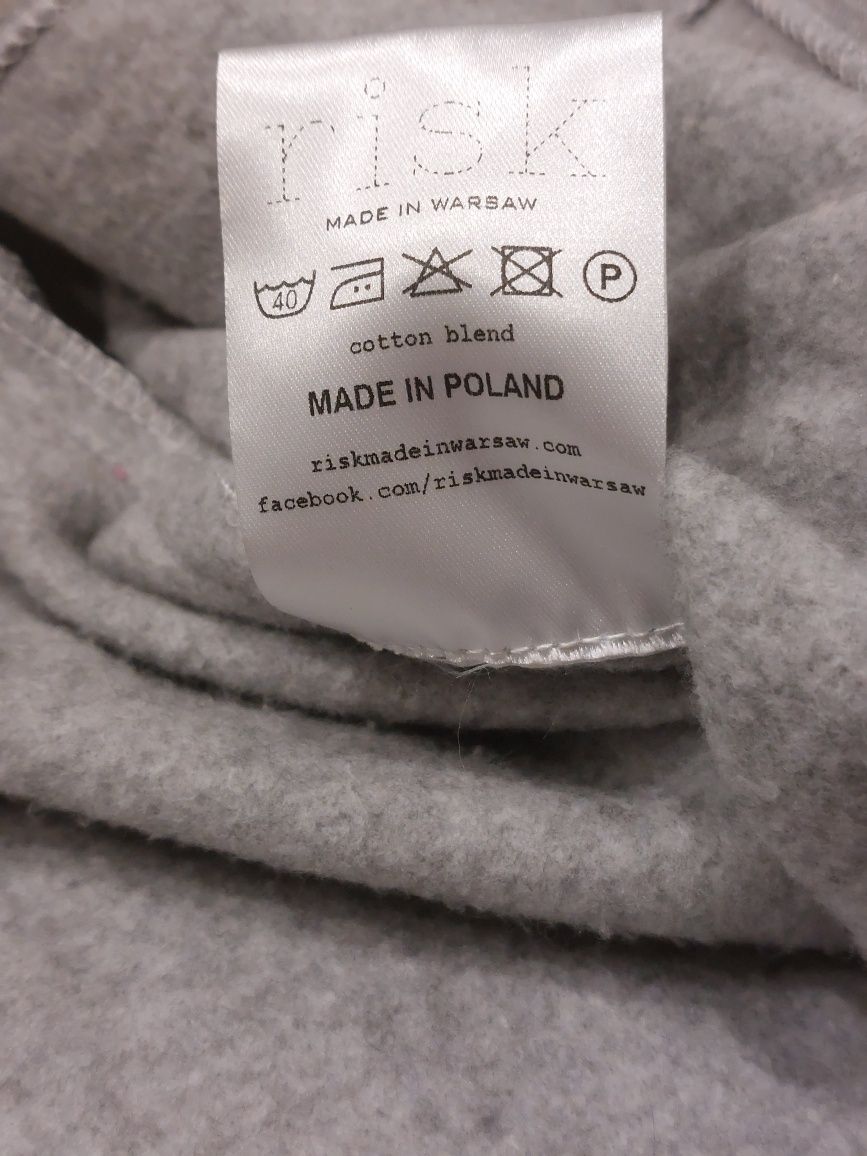 risk
MADE IN WARSAW
40 P
cotton blend
MADE IN POLAND
riskmadeinwarsaw.com
facebook.com/riskmadeinwarsaw